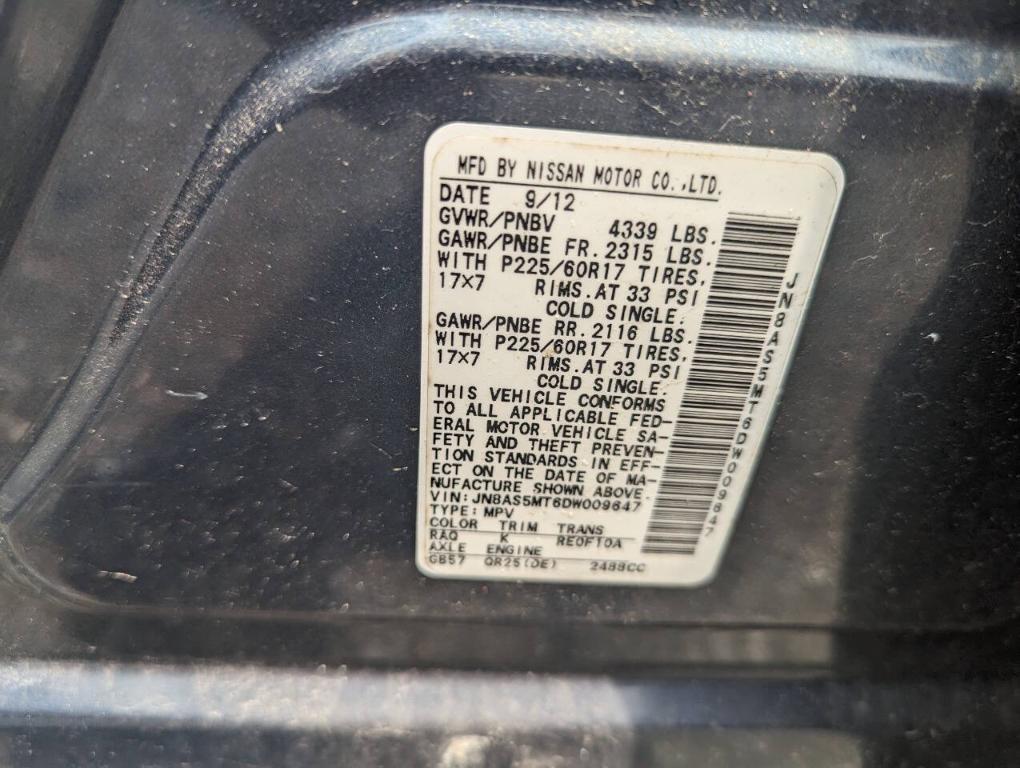 MFD BY NISSAN MOTOR CO.,LTD.
DATE 9/12
GVWR/PNBV 4339 LBS.
GAWR/PNBE FR. 2315 LBS.
WITH P225/60R17 TIRES,
17X7 RIMS.AT 33 PSI
COLD SINGLE.
GAWR/PNBE RR. 2116 LBS.
WITH P225/60R17 TIRES,
17X7 RIMS.AT 33 PSI
COLD SINGLE.
THIS VEHICLE CONFORMS
TO ALL APPLICABLE FED-
ERAL MOTOR VEHICLE SA-
FETY AND THEFT PREVEN-
TION STANDARDS IN EFF-
ECT ON THE DATE OF MA-
NUFACTURE SHOWN ABOVE.
VIN:JN8AS5MT6DW009647
TYPE: MPV
COLOR TRIM TRANS
RAQ K RE0F10A
AXLE ENGINE
GB57 QR25(DE) 2488CC
JN8AS5MT6DW009647